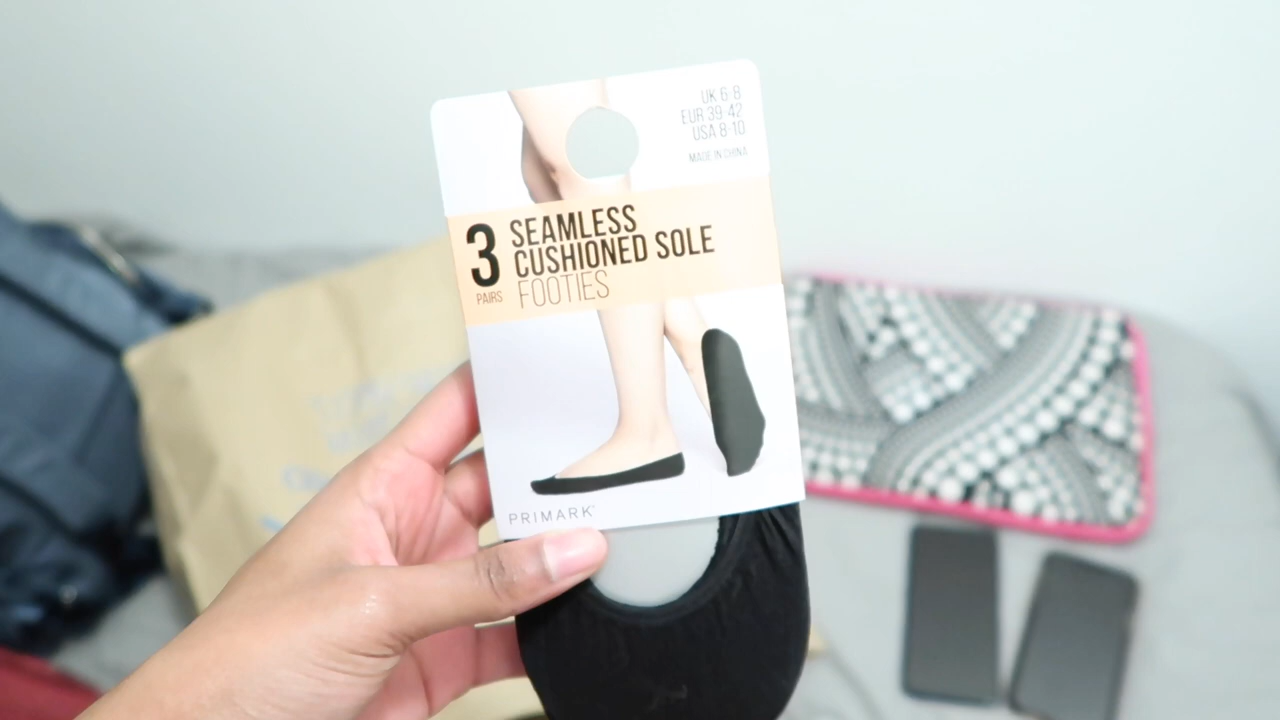 UK 6-8
EUR 39-42
USA 8-10
MADE IN CHINA
3
PAIRS
SEAMLESS
CUSHIONED SOLE
FOOTIES
PRIMARK